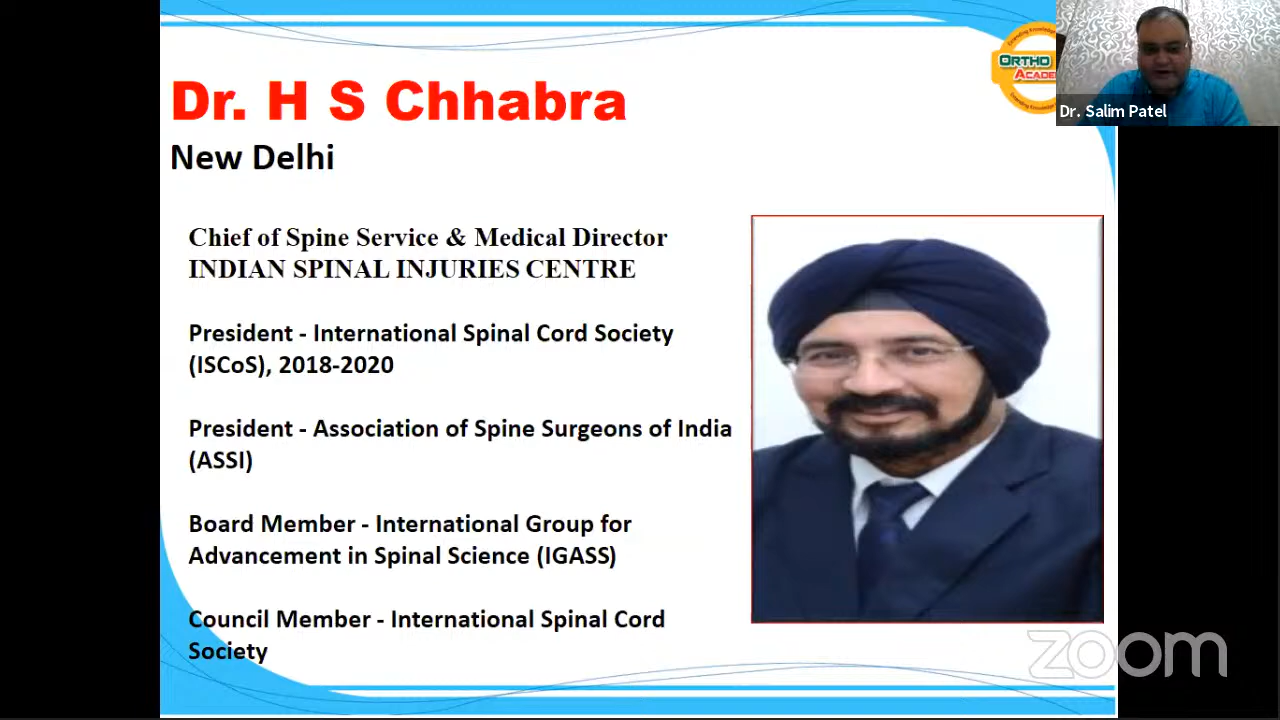 Dr. H S Chhabra
New Delhi
Chief of Spine Service & Medical Director
INDIAN SPINAL INJURIES CENTRE
President - International Spinal Cord Society
(ISCoS), 2018-2020
President - Association of Spine Surgeons of India
(ASSI)
Board Member - International Group for
Advancement in Spinal Science (IGASS)
Council Member - International Spinal Cord
Society
ORTHO
Dr. Salim Patel
zoom